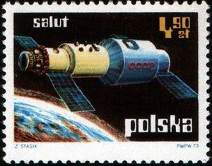 salut
4,90
zł
CCCP
polska
Z. STASIK
PWPW 73